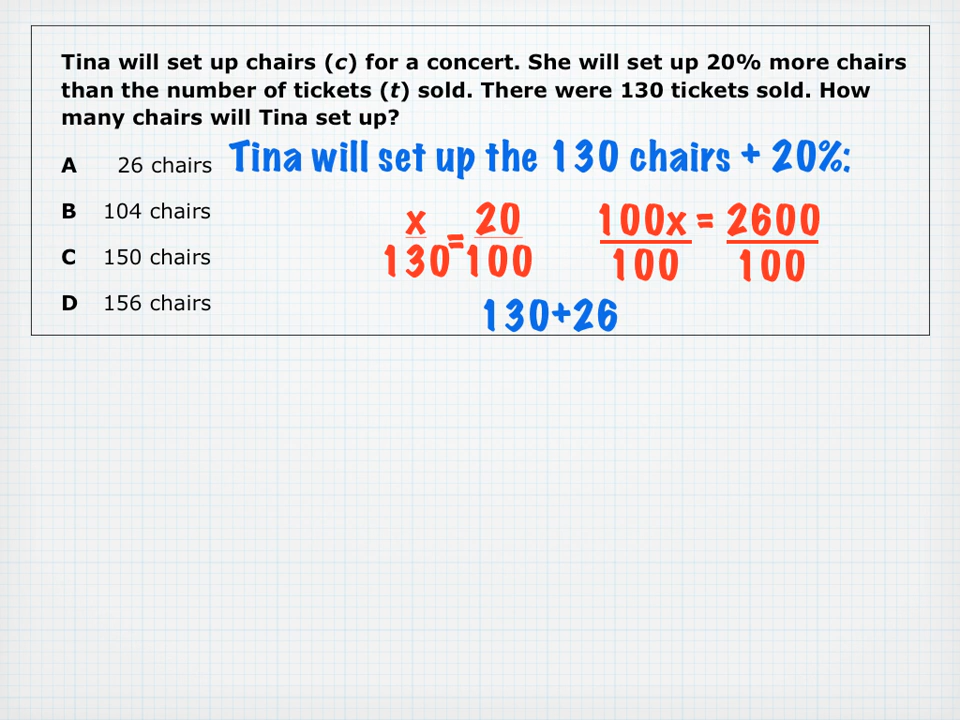 Tina will set up chairs (c) for a concert. She will set up 20% more chairs
than the number of tickets (t) sold. There were 130 tickets sold. How
many chairs will Tina set up?
A 26 chairs
Tina will set up the 130 chairs + 20%:
B 104 chairs
C 150 chairs
D 156 chairs
x/130 = 20/100
100x/100 = 2600/100
130+26